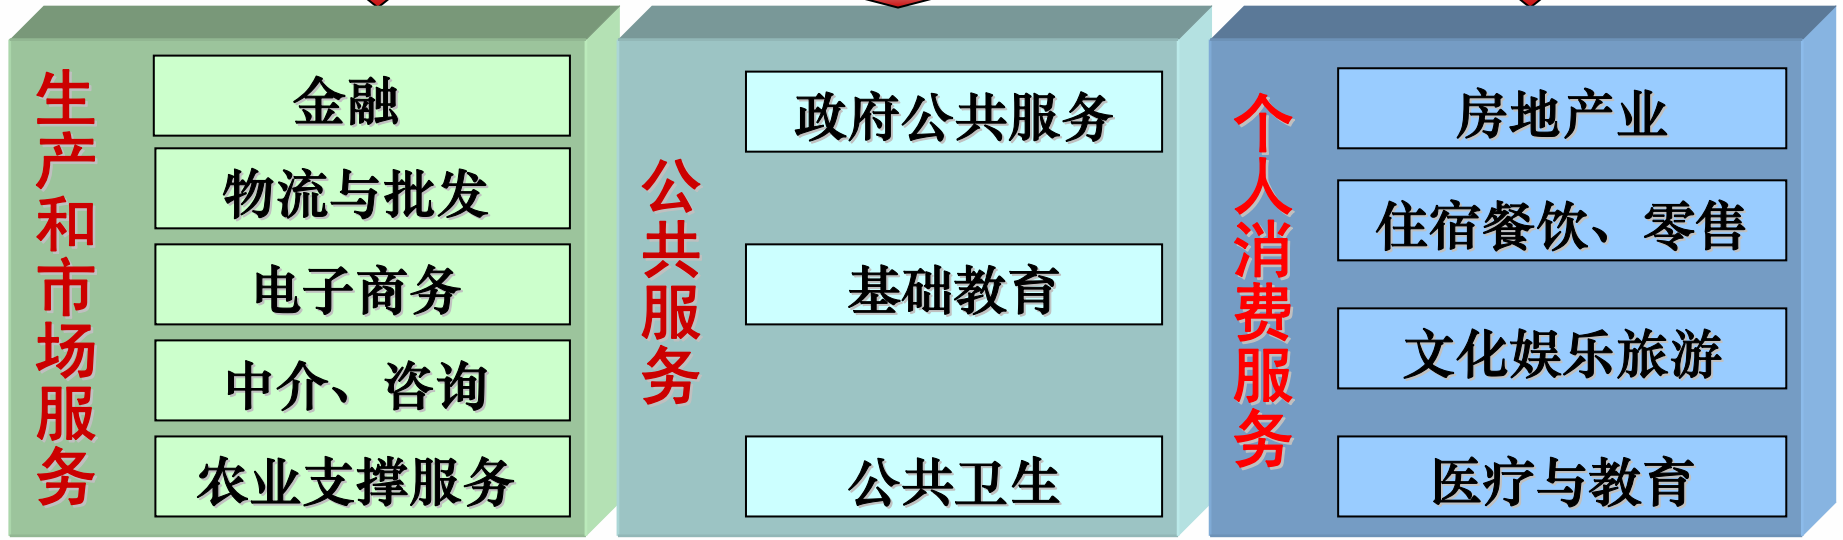 生产和市场服务
金融
物流与批发
电子商务
中介、咨询
农业支撑服务
公共服务
政府公共服务
基础教育
公共卫生
个人消费服务
房地产业
住宿餐饮、零售
文化娱乐旅游
医疗与教育